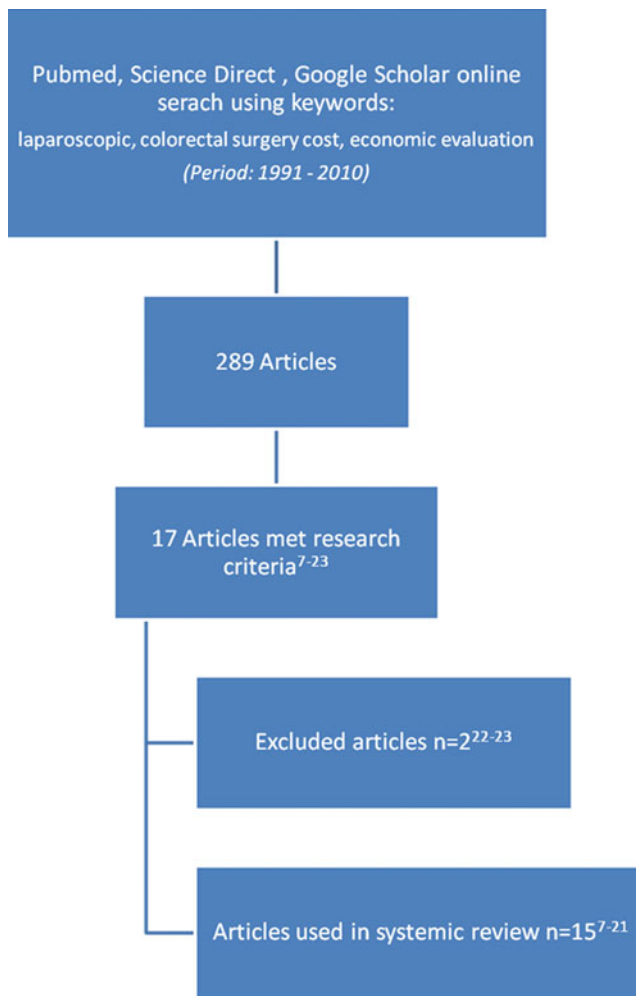 Pubmed, Science Direct , Google Scholar online
serach using keywords:
laparoscopic, colorectal surgery cost, economic evaluation
(Period: 1991 - 2010)
289 Articles
17 Articles met research
criteria7-23
Excluded articles n=222-23
Articles used in systemic review n=157-21